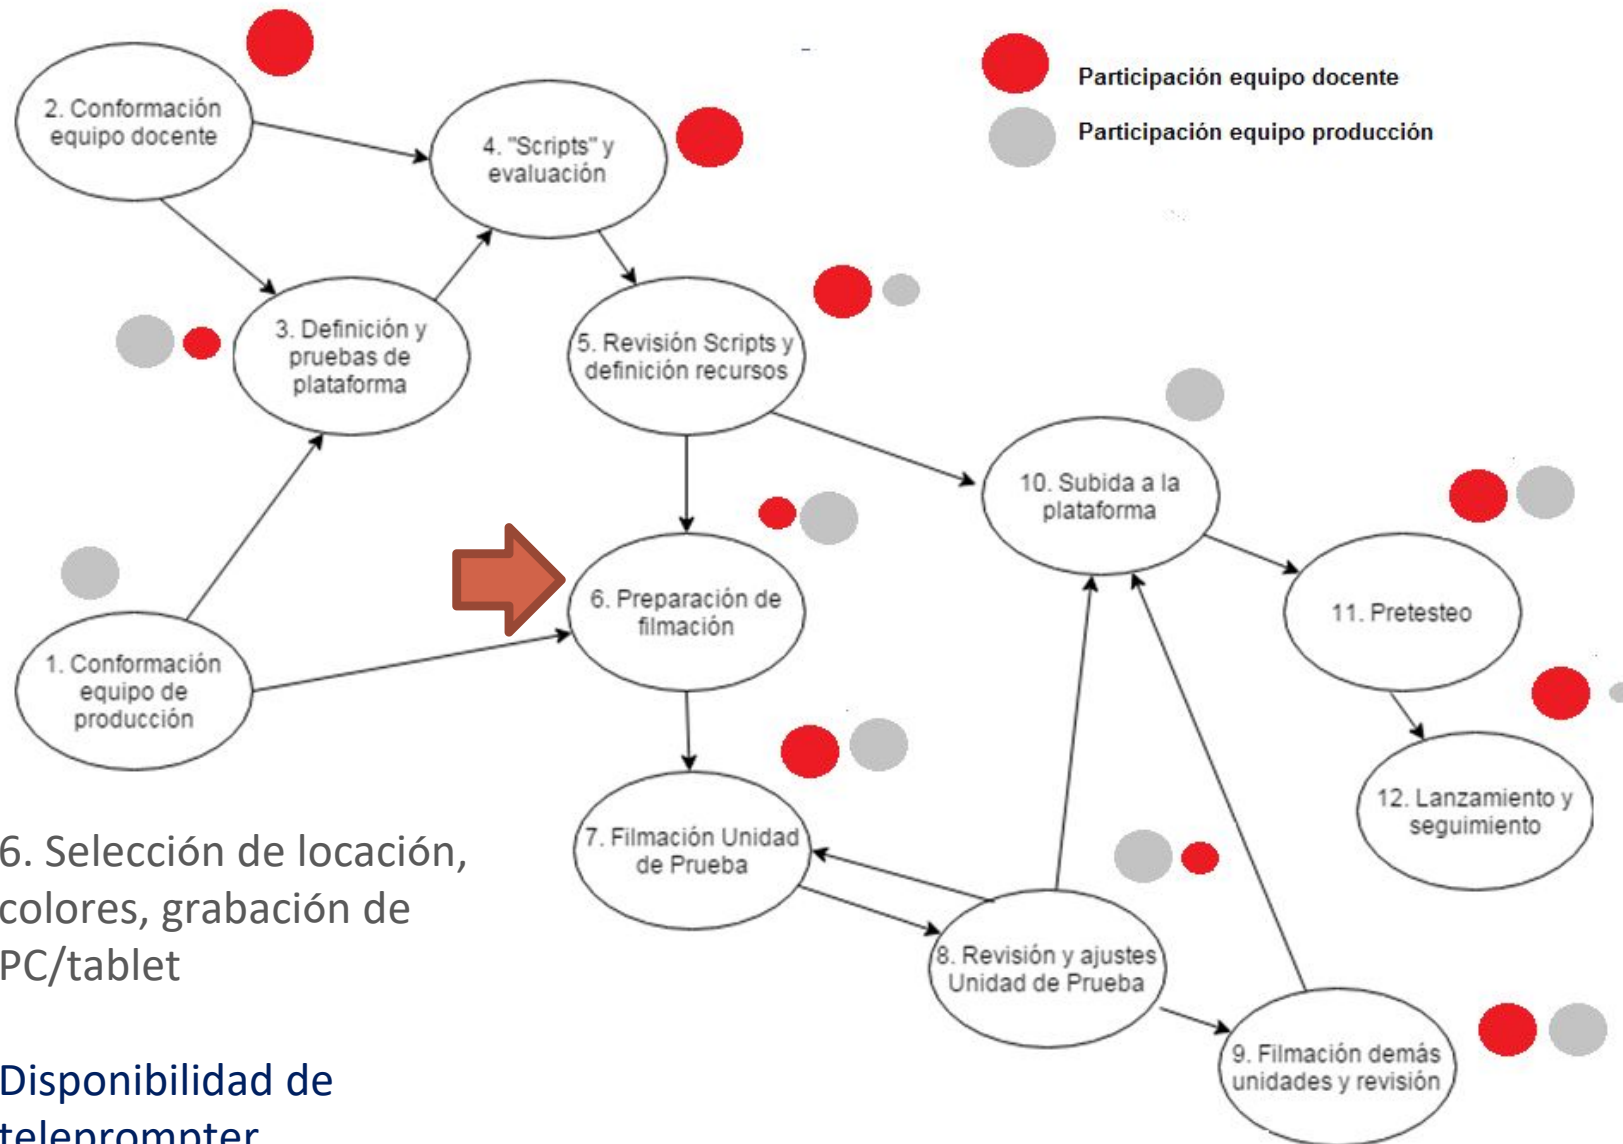 2. Conformación
equipo docente
4. "Scripts" y
evaluación
Participación equipo docente
Participación equipo producción
3. Definición y
pruebas de
plataforma
5. Revisión Scripts y
definición recursos
10. Subida a la
plataforma
11. Pretesteo
6. Preparación de
filmación
1. Conformación
equipo de
producción
12. Lanzamiento y
seguimiento
7. Filmación Unidad
de Prueba
8. Revisión y ajustes
Unidad de Prueba
9. Filmación demás
unidades y revisión
6. Selección de locación,
colores, grabación de
PC/tablet
Disponibilidad de
teleprompter